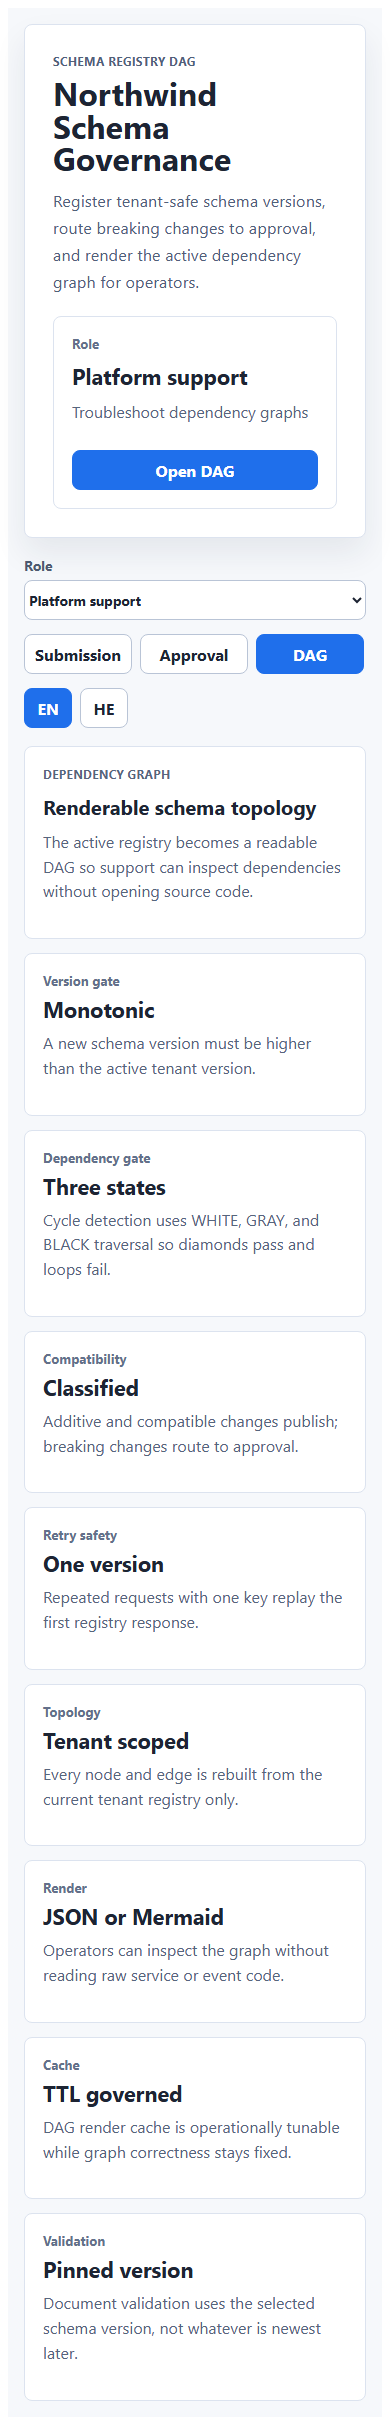 SCHEMA REGISTRY DAG
Northwind
Schema
Governance
Register tenant-safe schema versions,
route breaking changes to approval,
and render the active dependency
graph for operators.
Role
Platform support
Troubleshoot dependency graphs
Open DAG
Role
Platform support
Submission
Approval
DAG
EN
HE
DEPENDENCY GRAPH
Renderable schema topology
The active registry becomes a readable
DAG so support can inspect dependencies
without opening source code.
Version gate
Monotonic
A new schema version must be higher
than the active tenant version.
Dependency gate
Three states
Cycle detection uses WHITE, GRAY, and
BLACK traversal so diamonds pass and
loops fail.
Compatibility
Classified
Additive and compatible changes publish;
breaking changes route to approval.
Retry safety
One version
Repeated requests with one key replay the
first registry response.
Topology
Tenant scoped
Every node and edge is rebuilt from the
current tenant registry only.
Render
JSON or Mermaid
Operators can inspect the graph without
reading raw service or event code.
Cache
TTL governed
DAG render cache is operationally tunable
while graph correctness stays fixed.
Validation
Pinned version
Document validation uses the selected
schema version, not whatever is newest
later.